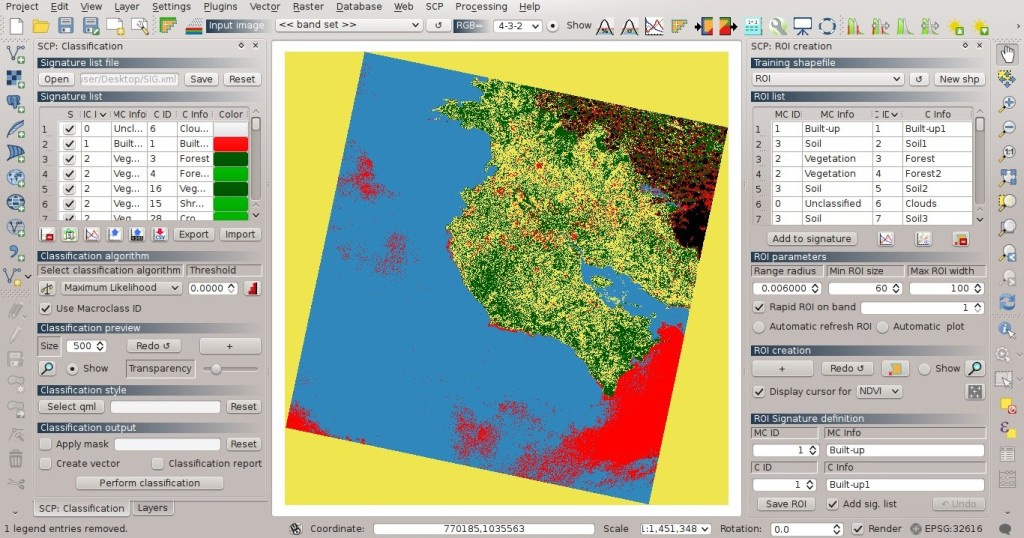 Project Edit View Layer Settings Plugins Vector Raster Database Web SCP Processing Help
Input image << band set >> RGB= 4-3-2 Show
SCP: Classification
Signature list file
Open user/Desktop/SIG.xml Save Reset
Signature list
S MC Info C ID C Info Color
1 0 Uncl... 6 Clou...
2 1 Built... 1 Built...
3 2 Veg... 3 Forest
4 2 Veg... 4 Fore...
5 2 Veg... 16 Veg...
6 2 Veg... 15 Shr...
7 2 Veg... 28 Cro...
Export Import
Classification algorithm
Select classification algorithm Threshold
Maximum Likelihood 0.0000
Use Macroclass ID
Classification preview
Size 500 Redo ↺ +
Show Transparency
Classification style
Select qml Reset
Classification output
Apply mask Reset
Create vector Classification report
Perform classification
SCP: Classification Layers
SCP: ROI creation
Training shapefile
ROI ↺ New shp
ROI list
MC ID MC Info C Info
1 1 Built-up 1 Built-up1
2 3 Soil 2 Soil1
3 2 Vegetation 3 Forest
4 2 Vegetation 4 Forest2
5 3 Soil 5 Soil2
6 0 Unclassified 6 Clouds
7 3 Soil 7 Soil3
Add to signature
ROI parameters
Range radius Min ROI size Max ROI width
0.006000 60 100
Rapid ROI on band 1
Automatic refresh ROI Automatic plot
ROI creation
+ Redo ↺ Show
Display cursor for NDVI
ROI Signature definition
MC ID MC Info
1 Built-up
C ID C Info
1 Built-up1
Save ROI Add sig. list Undo
1 legend entries removed. Coordinate: 770185,1035563 Scale 1:1,451,348 Rotation: 0.0 Render EPSG:32616